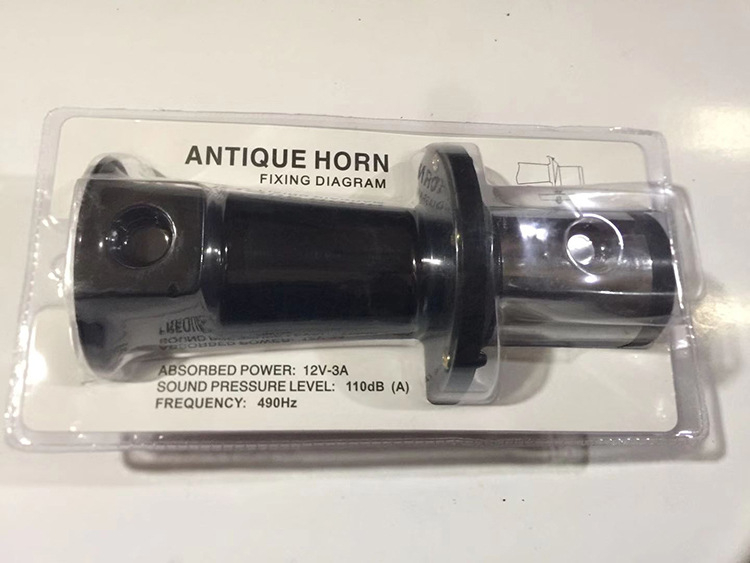 ANTIQUE HORN
FIXING DIAGRAM
ABSORBED POWER: 12V-3A
SOUND PRESSURE LEVEL: 110dB (A)
FREQUENCY: 490Hz